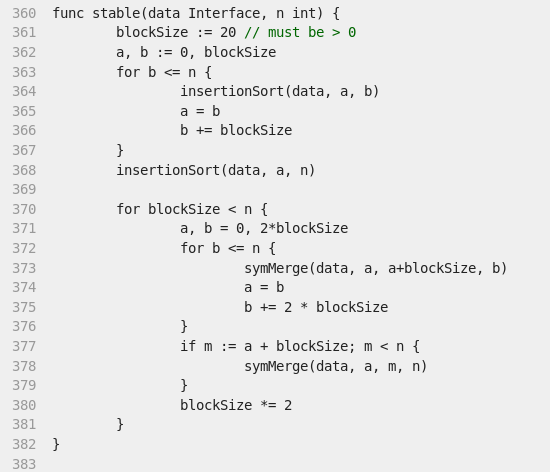 360 func stable(data Interface, n int) {
361         blockSize := 20 // must be > 0
362         a, b := 0, blockSize
363         for b <= n {
364                 insertionSort(data, a, b)
365                 a = b
366                 b += blockSize
367         }
368         insertionSort(data, a, n)
369
370         for blockSize < n {
371                 a, b = 0, 2*blockSize
372                 for b <= n {
373                         symMerge(data, a, a+blockSize, b)
374                         a = b
375                         b += 2 * blockSize
376                 }
377                 if m := a + blockSize; m < n {
378                         symMerge(data, a, m, n)
379                 }
380                 blockSize *= 2
381         }
382 }
383